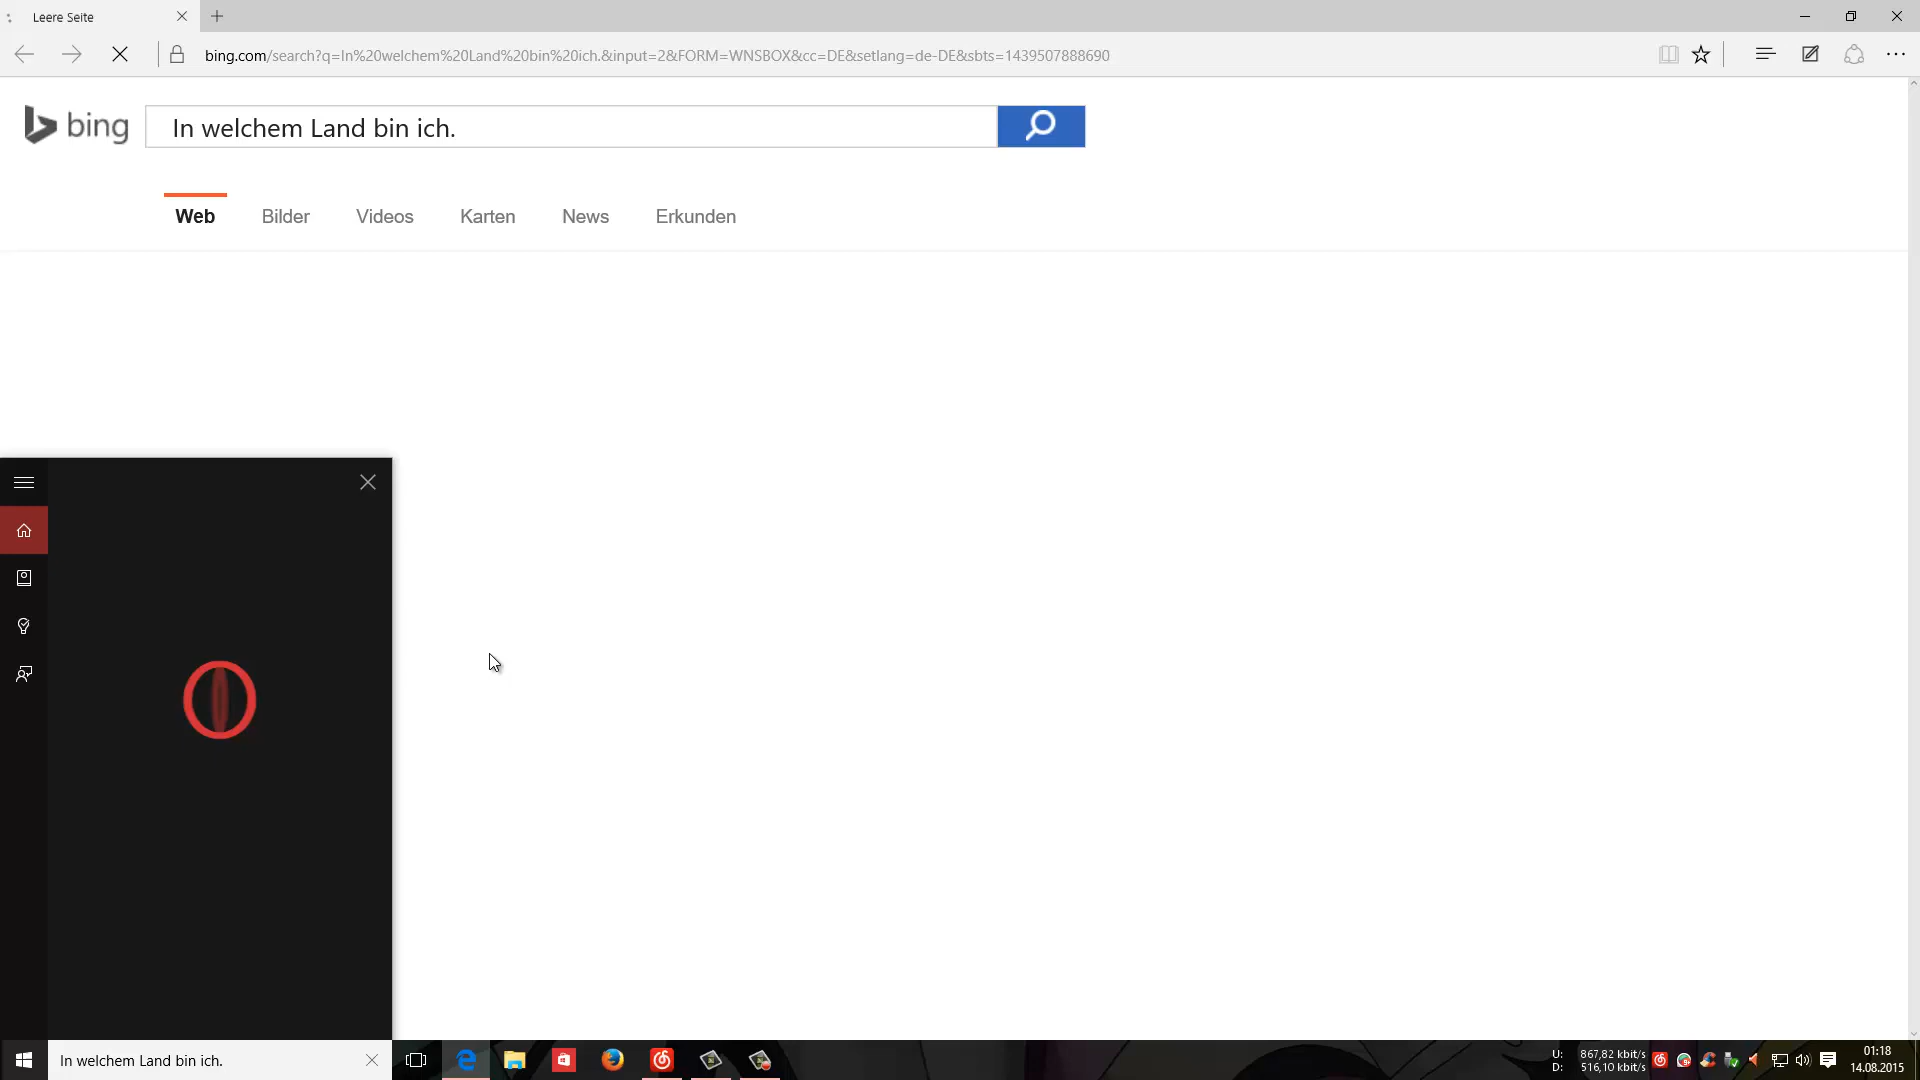 Leere Seite
bing.com/search?q=In%20welchem%20Land%20bin%20ich.&input=2&FORM=WNSBOX&cc=DE&setlang=de-DE&sbts=1439507888690
bing
In welchem Land bin ich.
Web Bilder Videos Karten News Erkunden
In welchem Land bin ich.
U: 867,82 kbit/s
D: 516,10 kbit/s
01:18
14.08.2015